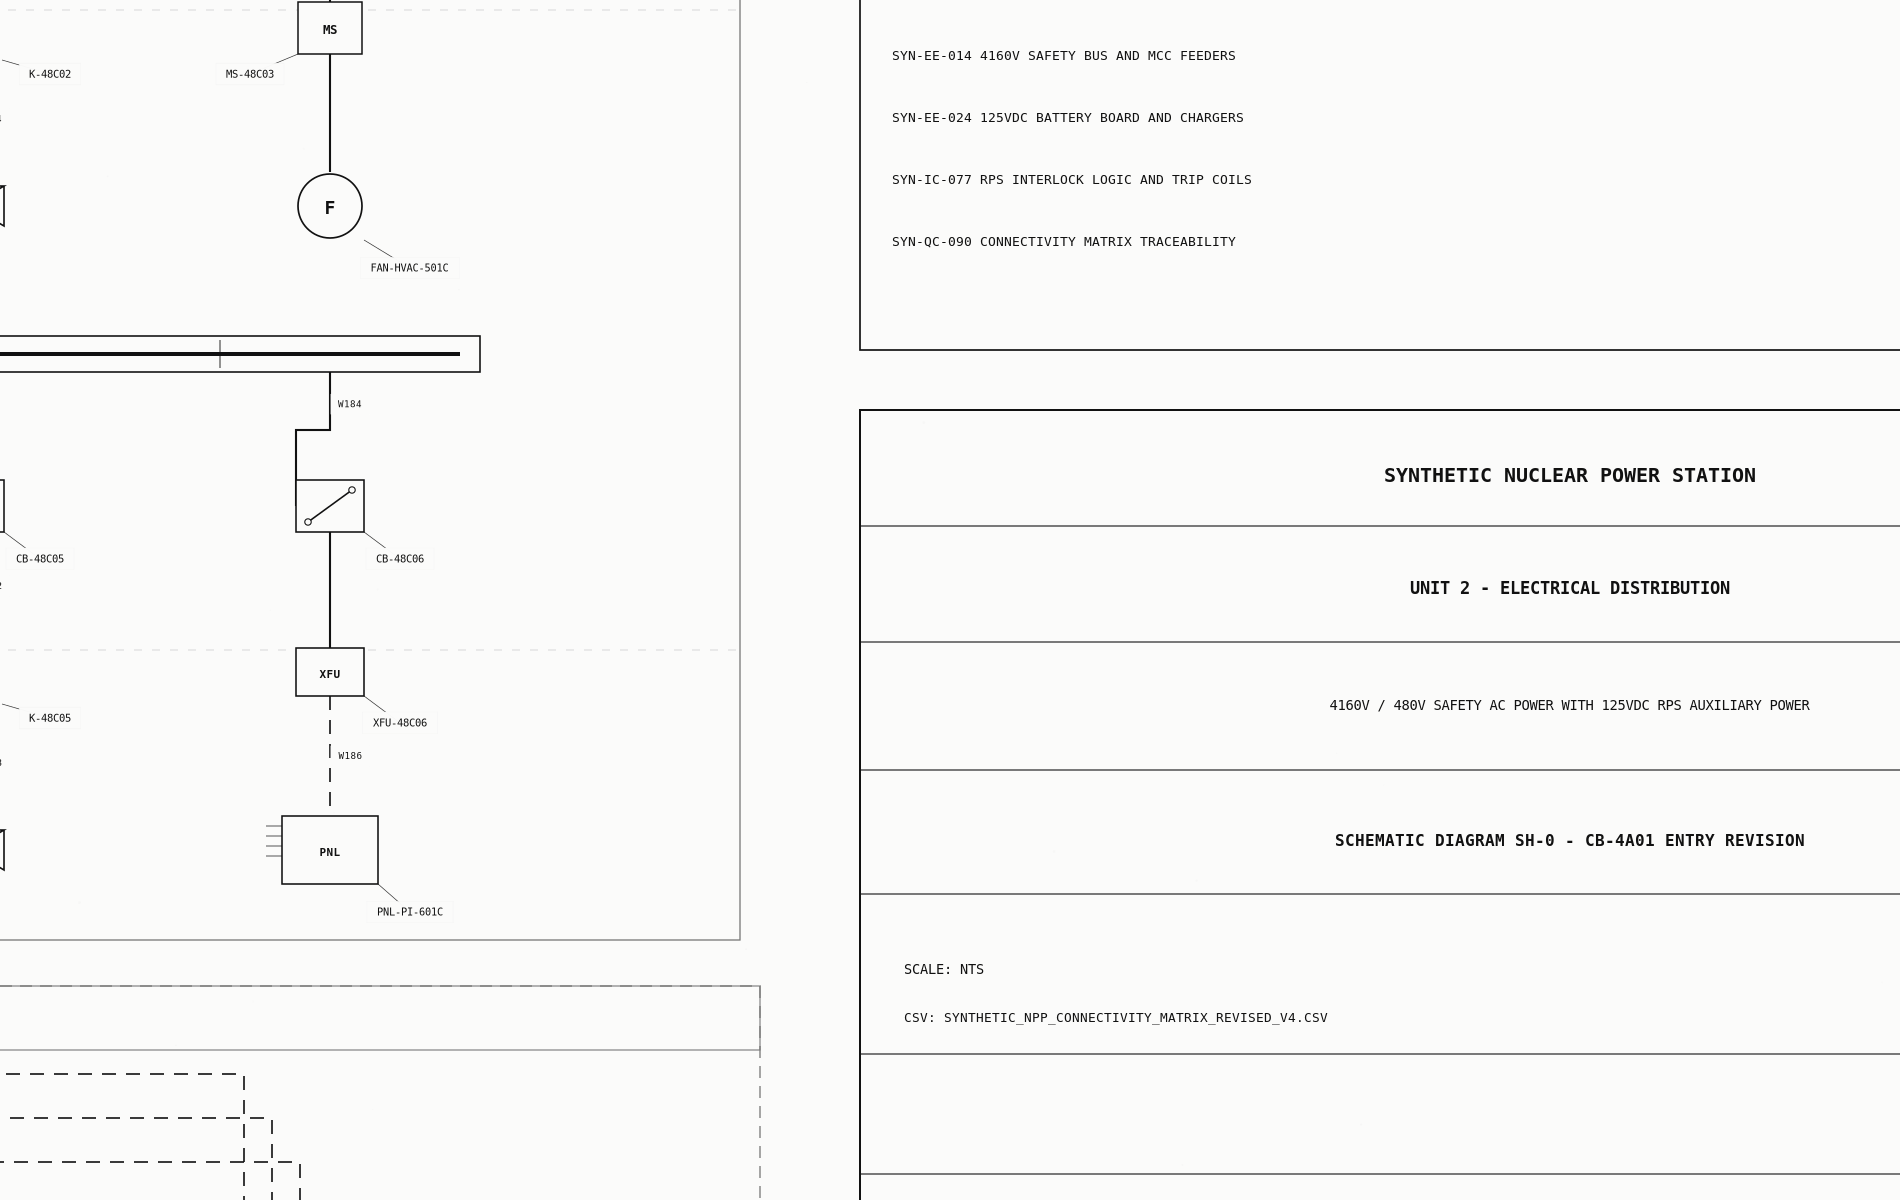 MS
K-48C02
MS-48C03
F
FAN-HVAC-501C
W184
CB-48C05
CB-48C06
XFU
K-48C05
XFU-48C06
W186
PNL
PNL-PI-601C
SYN-EE-014 4160V SAFETY BUS AND MCC FEEDERS
SYN-EE-024 125VDC BATTERY BOARD AND CHARGERS
SYN-IC-077 RPS INTERLOCK LOGIC AND TRIP COILS
SYN-QC-090 CONNECTIVITY MATRIX TRACEABILITY
SYNTHETIC NUCLEAR POWER STATION
UNIT 2 - ELECTRICAL DISTRIBUTION
4160V / 480V SAFETY AC POWER WITH 125VDC RPS AUXILIARY POWER
SCHEMATIC DIAGRAM SH-0 - CB-4A01 ENTRY REVISION
SCALE: NTS
CSV: SYNTHETIC_NPP_CONNECTIVITY_MATRIX_REVISED_V4.CSV